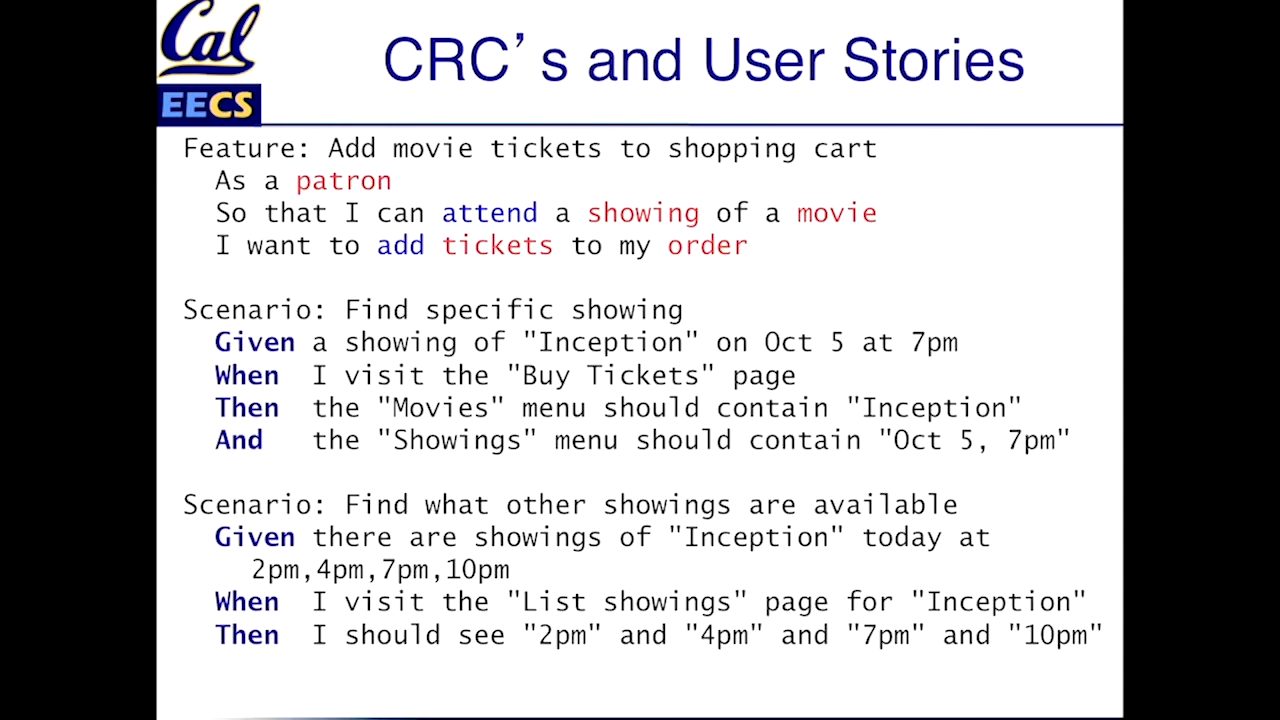 Cal
EECS
CRC’s and User Stories
Feature: Add movie tickets to shopping cart
As a patron
So that I can attend a showing of a movie
I want to add tickets to my order
Scenario: Find specific showing
Given a showing of "Inception" on Oct 5 at 7pm
When I visit the "Buy Tickets" page
Then the "Movies" menu should contain "Inception"
And the "Showings" menu should contain "Oct 5, 7pm"
Scenario: Find what other showings are available
Given there are showings of "Inception" today at
2pm,4pm,7pm,10pm
When I visit the "List showings" page for "Inception"
Then I should see "2pm" and "4pm" and "7pm" and "10pm"